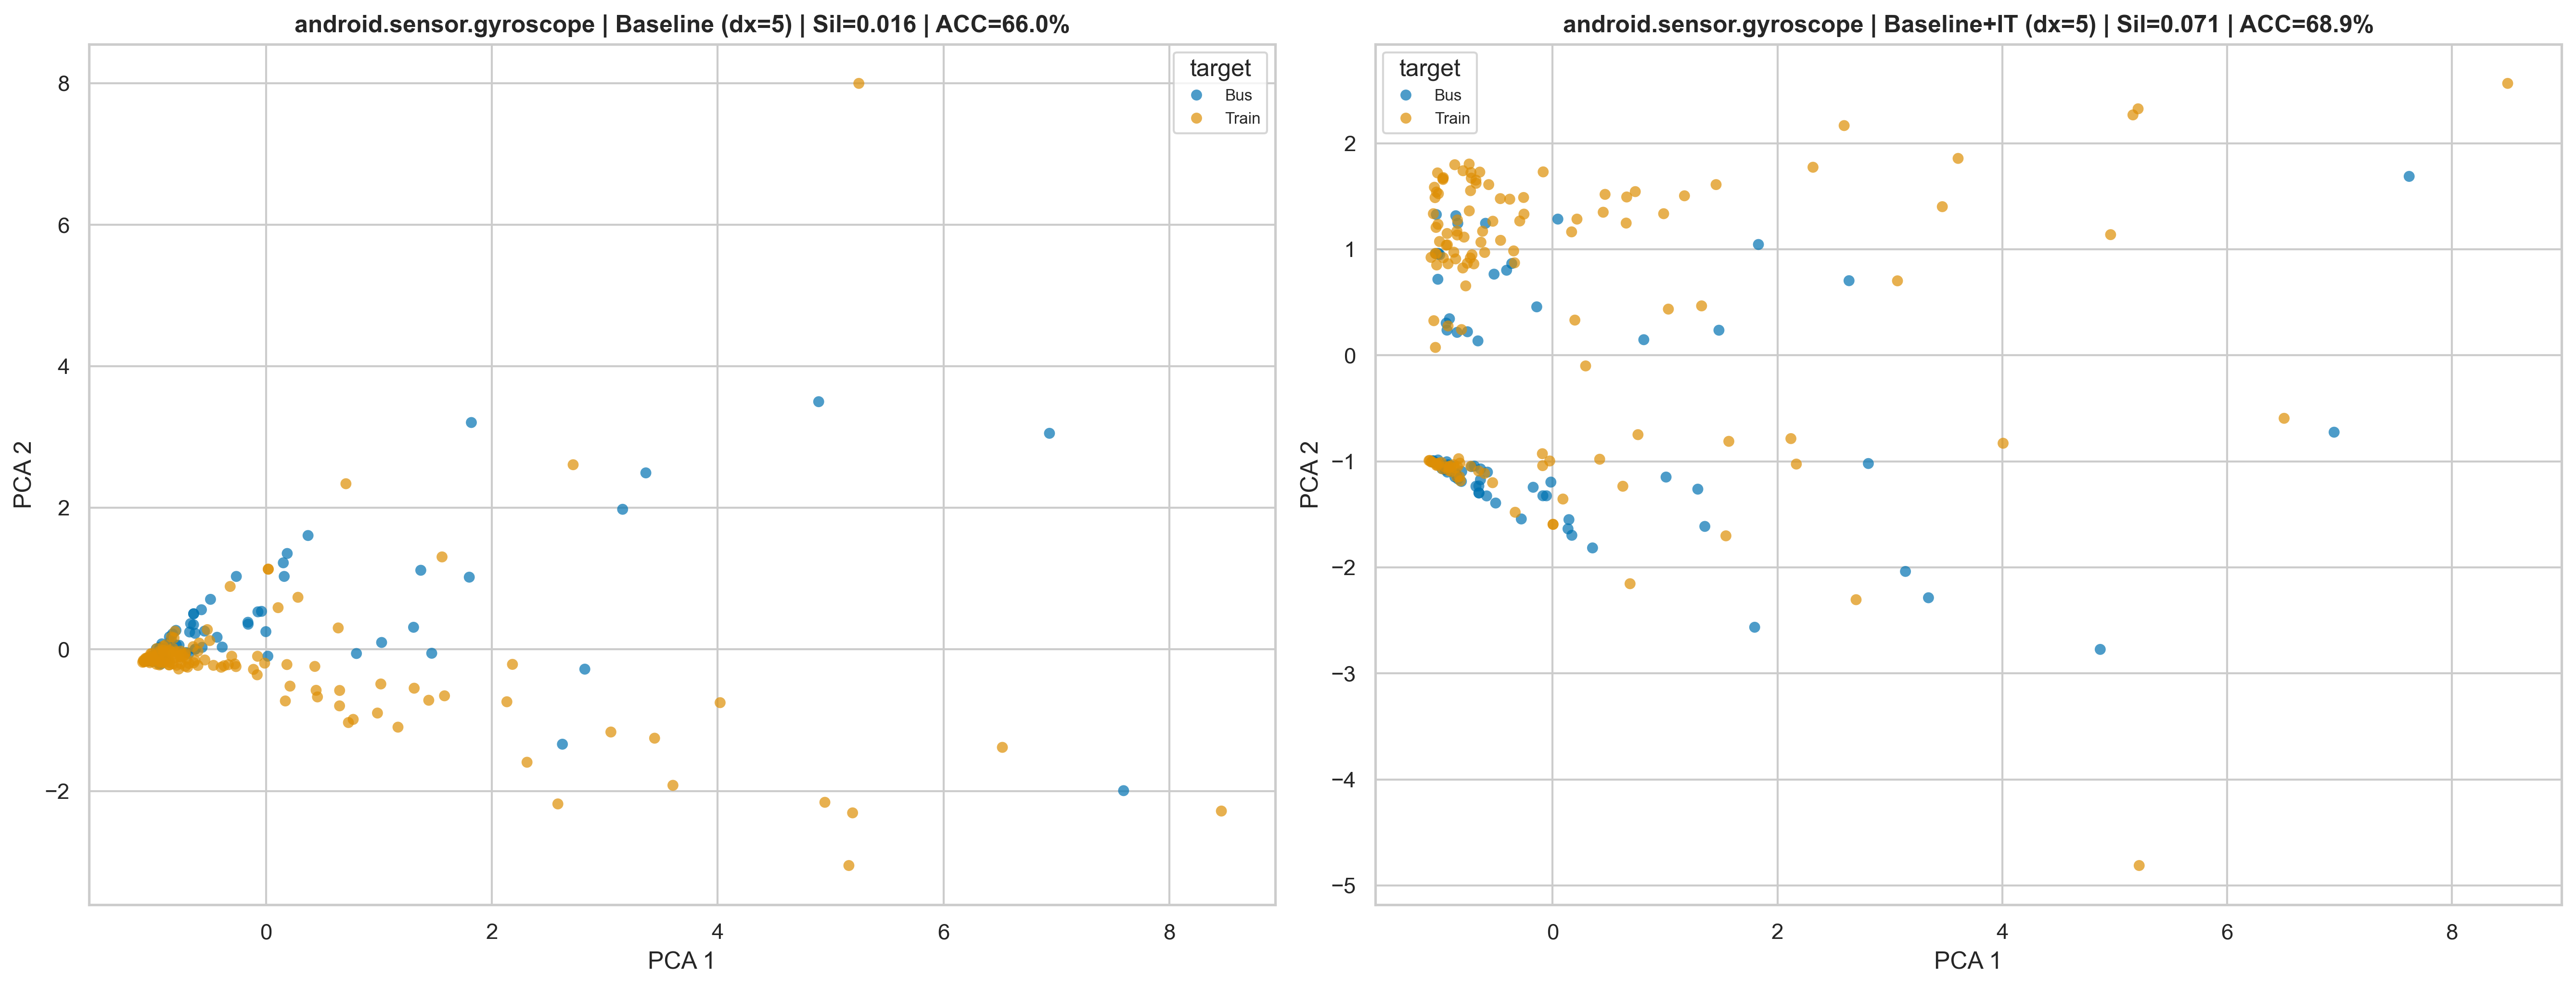 android.sensor.gyroscope | Baseline (dx=5) | Sil=0.016 | ACC=66.0%
target
Bus
Train
8
6
4
2
0
−2
PCA 2
0 2 4 6 8
PCA 1
android.sensor.gyroscope | Baseline+IT (dx=5) | Sil=0.071 | ACC=68.9%
target
Bus
Train
2
1
0
−1
−2
−3
−4
−5
PCA 2
0 2 4 6 8
PCA 1